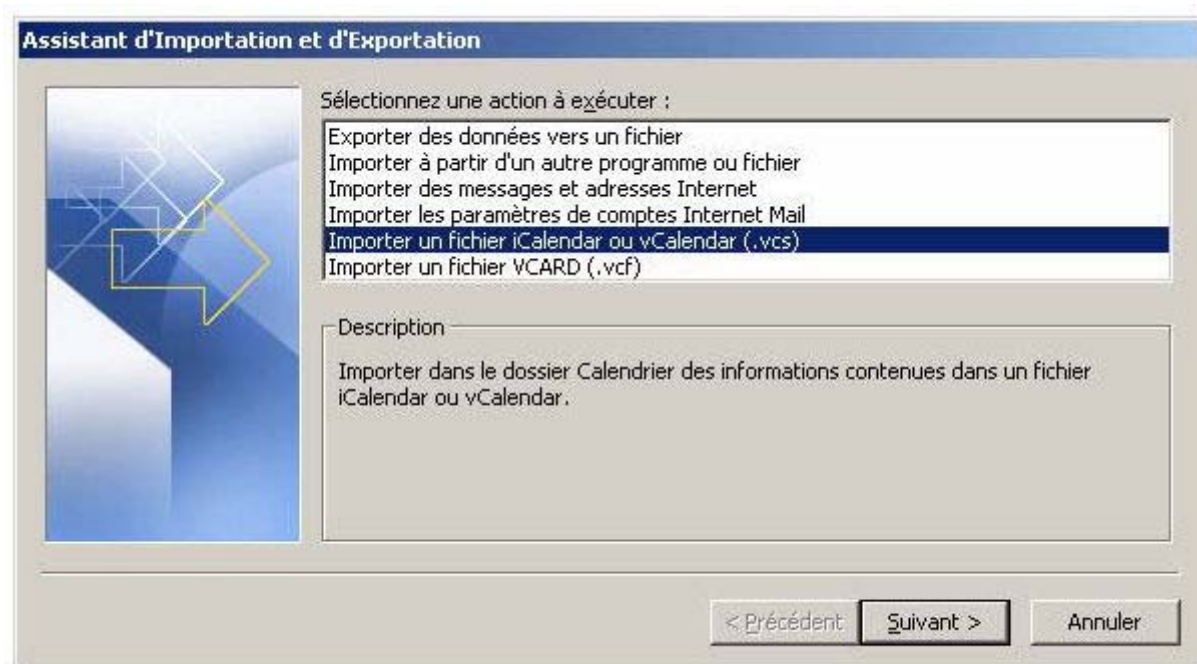 Assistant d'Importation et d'Exportation
Sélectionnez une action à exécuter :
Exporter des données vers un fichier
Importer à partir d'un autre programme ou fichier
Importer des messages et adresses Internet
Importer les paramètres de comptes Internet Mail
Importer un fichier iCalendar ou vCalendar (.vcs)
Importer un fichier VCARD (.vcf)
Description
Importer dans le dossier Calendrier des informations contenues dans un fichier
iCalendar ou vCalendar.
< Précédent Suivant > Annuler